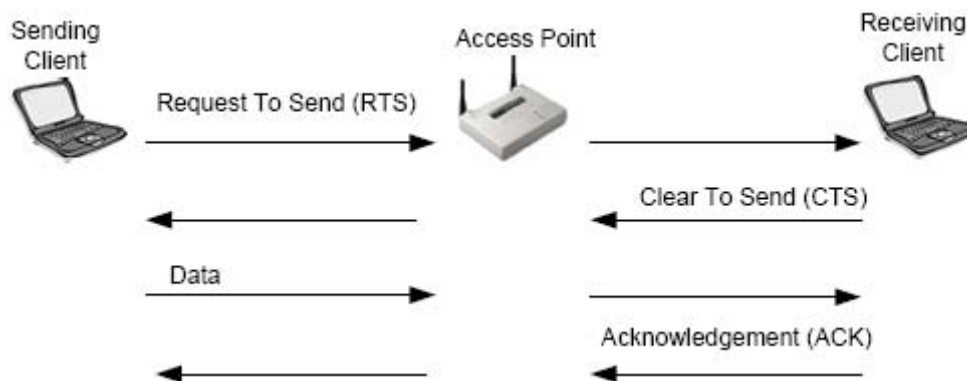 Sending
Client
Access Point
Receiving
Client
Request To Send (RTS)
Clear To Send (CTS)
Data
Acknowledgement (ACK)